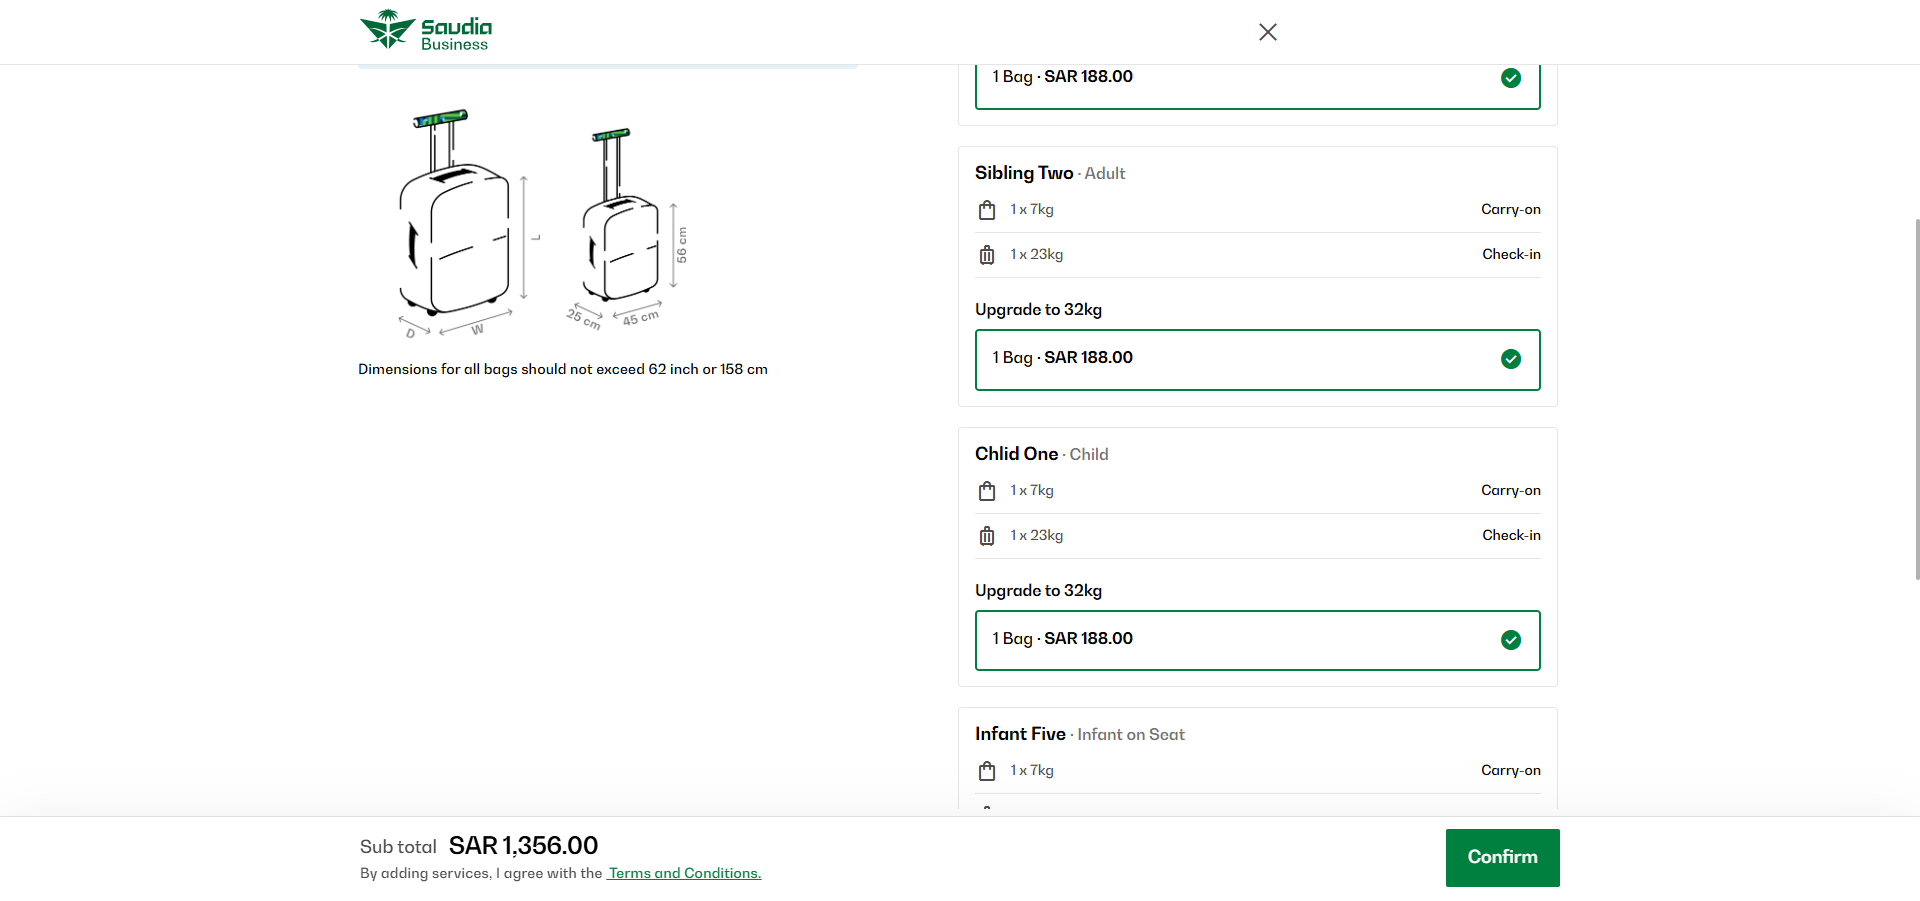 Saudia
Business
L
D
W
56 cm
25 cm
45 cm
Dimensions for all bags should not exceed 62 inch or 158 cm
1 Bag · SAR 188.00
Sibling Two · Adult
1 x 7kg Carry-on
1 x 23kg Check-in
Upgrade to 32kg
1 Bag · SAR 188.00
Chlid One · Child
1 x 7kg Carry-on
1 x 23kg Check-in
Upgrade to 32kg
1 Bag · SAR 188.00
Infant Five · Infant on Seat
1 x 7kg Carry-on
Sub total SAR 1,356.00
By adding services, I agree with the Terms and Conditions.
Confirm